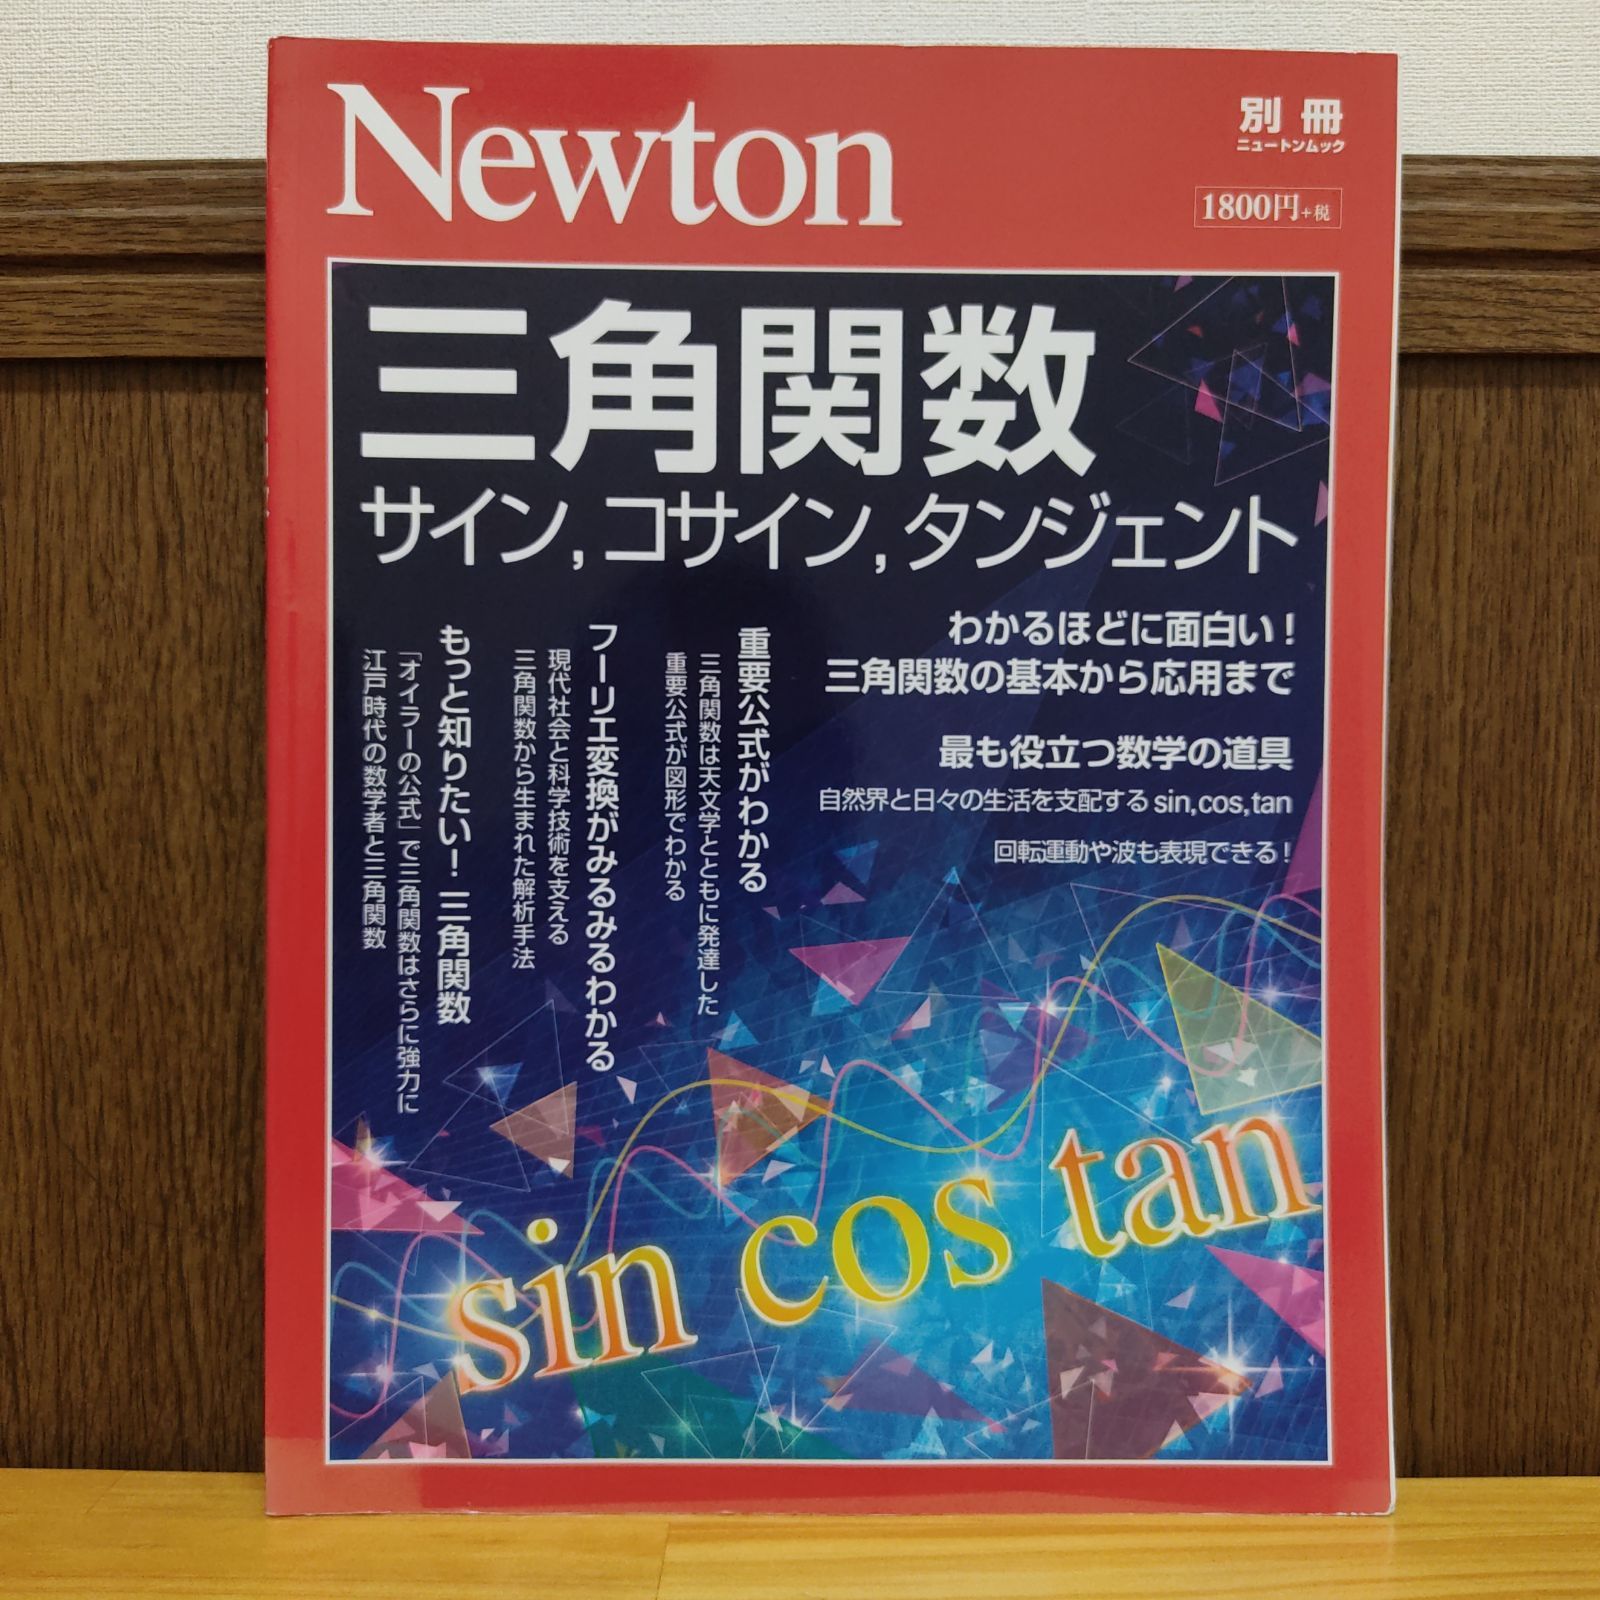 Newton
別冊
ニュートンムック
1800円+税
三角関数
サイン,コサイン,タンジェント
わかるほどに面白い!
三角関数の基本から応用まで
最も役立つ数学の道具
自然界と日々の生活を支配するsin,cos,tan
回転運動や波も表現できる!
重要公式がわかる
三角関数は天文学とともに発達した
重要公式が図形でわかる
フーリエ変換がみるみるわかる
現代社会と科学技術を支える
三角関数から生まれた解析手法
もっと知りたい!三角関数
「オイラーの公式」で三角関数はさらに強力に
江戸時代の数学者と三角関数
sin cos tan